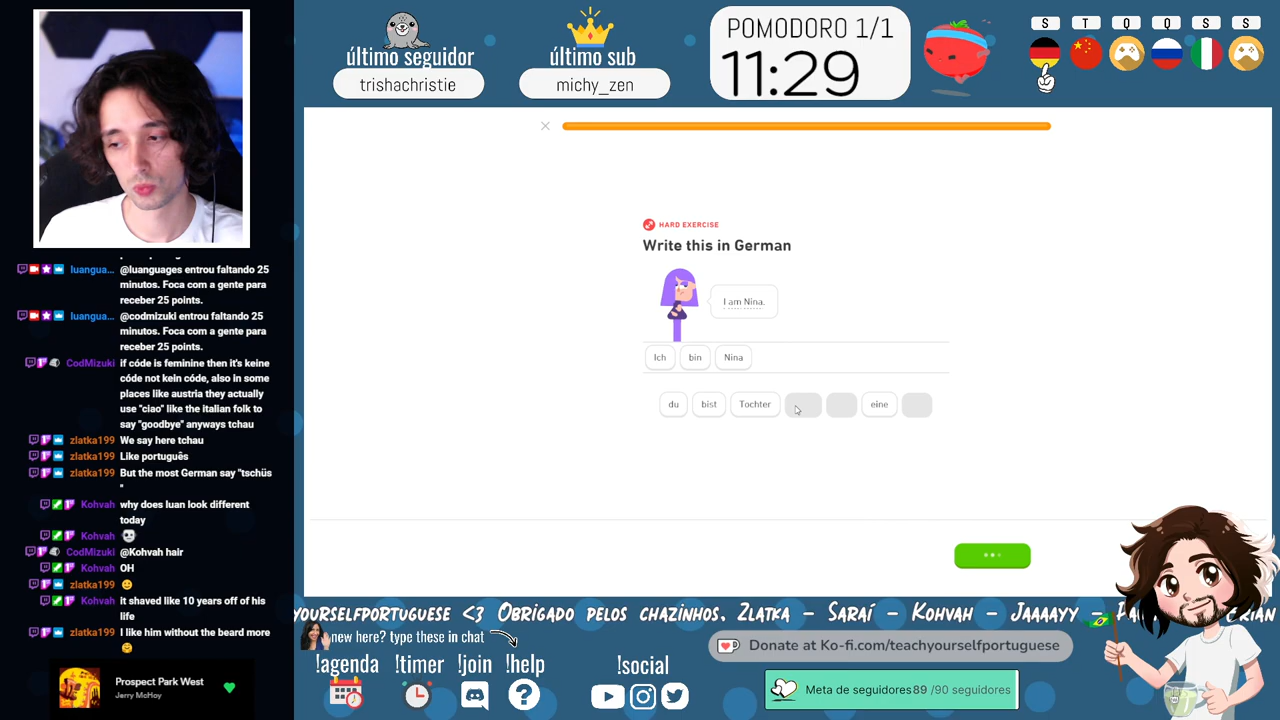 último seguidor
trishachristie
último sub
michy_zen
POMODORO 1/1
11:29
S T Q Q S S
luangua... @luanguages entrou faltando 25
minutos. Foca com a gente para
receber 25 points.
luangua... @codmizuki entrou faltando 25
minutos. Foca com a gente para
receber 25 points.
CodMizuki if códe is feminine then it's keine
códe not kein códe, also in some
places like austria they actually
use "ciao" like the italian folk to
say "goodbye" anyways tchau
zlatka199 We say here tchau
zlatka199 Like português
zlatka199 But the most German say "tschüs
"
Kohvah why does luan look different
today
Kohvah
CodMizuki @Kohvah hair
Kohvah OH
zlatka199
Kohvah it shaved like 10 years off of his
life
zlatka199 I like him without the beard more
Prospect Park West
Jerry McHoy
HARD EXERCISE
Write this in German
I am Nina.
Ich bin Nina
du bist Tochter eine
YOURSELFPORTUGUESE <3 OBRIGADO PELOS CHAZINHOS, ZLATKA – SARAÍ – KOHVAH – JAAAAYY –
new here? type these in chat
!agenda !timer !join !help !social
Donate at Ko-fi.com/teachyourselfportuguese
Meta de seguidores 89 /90 seguidores